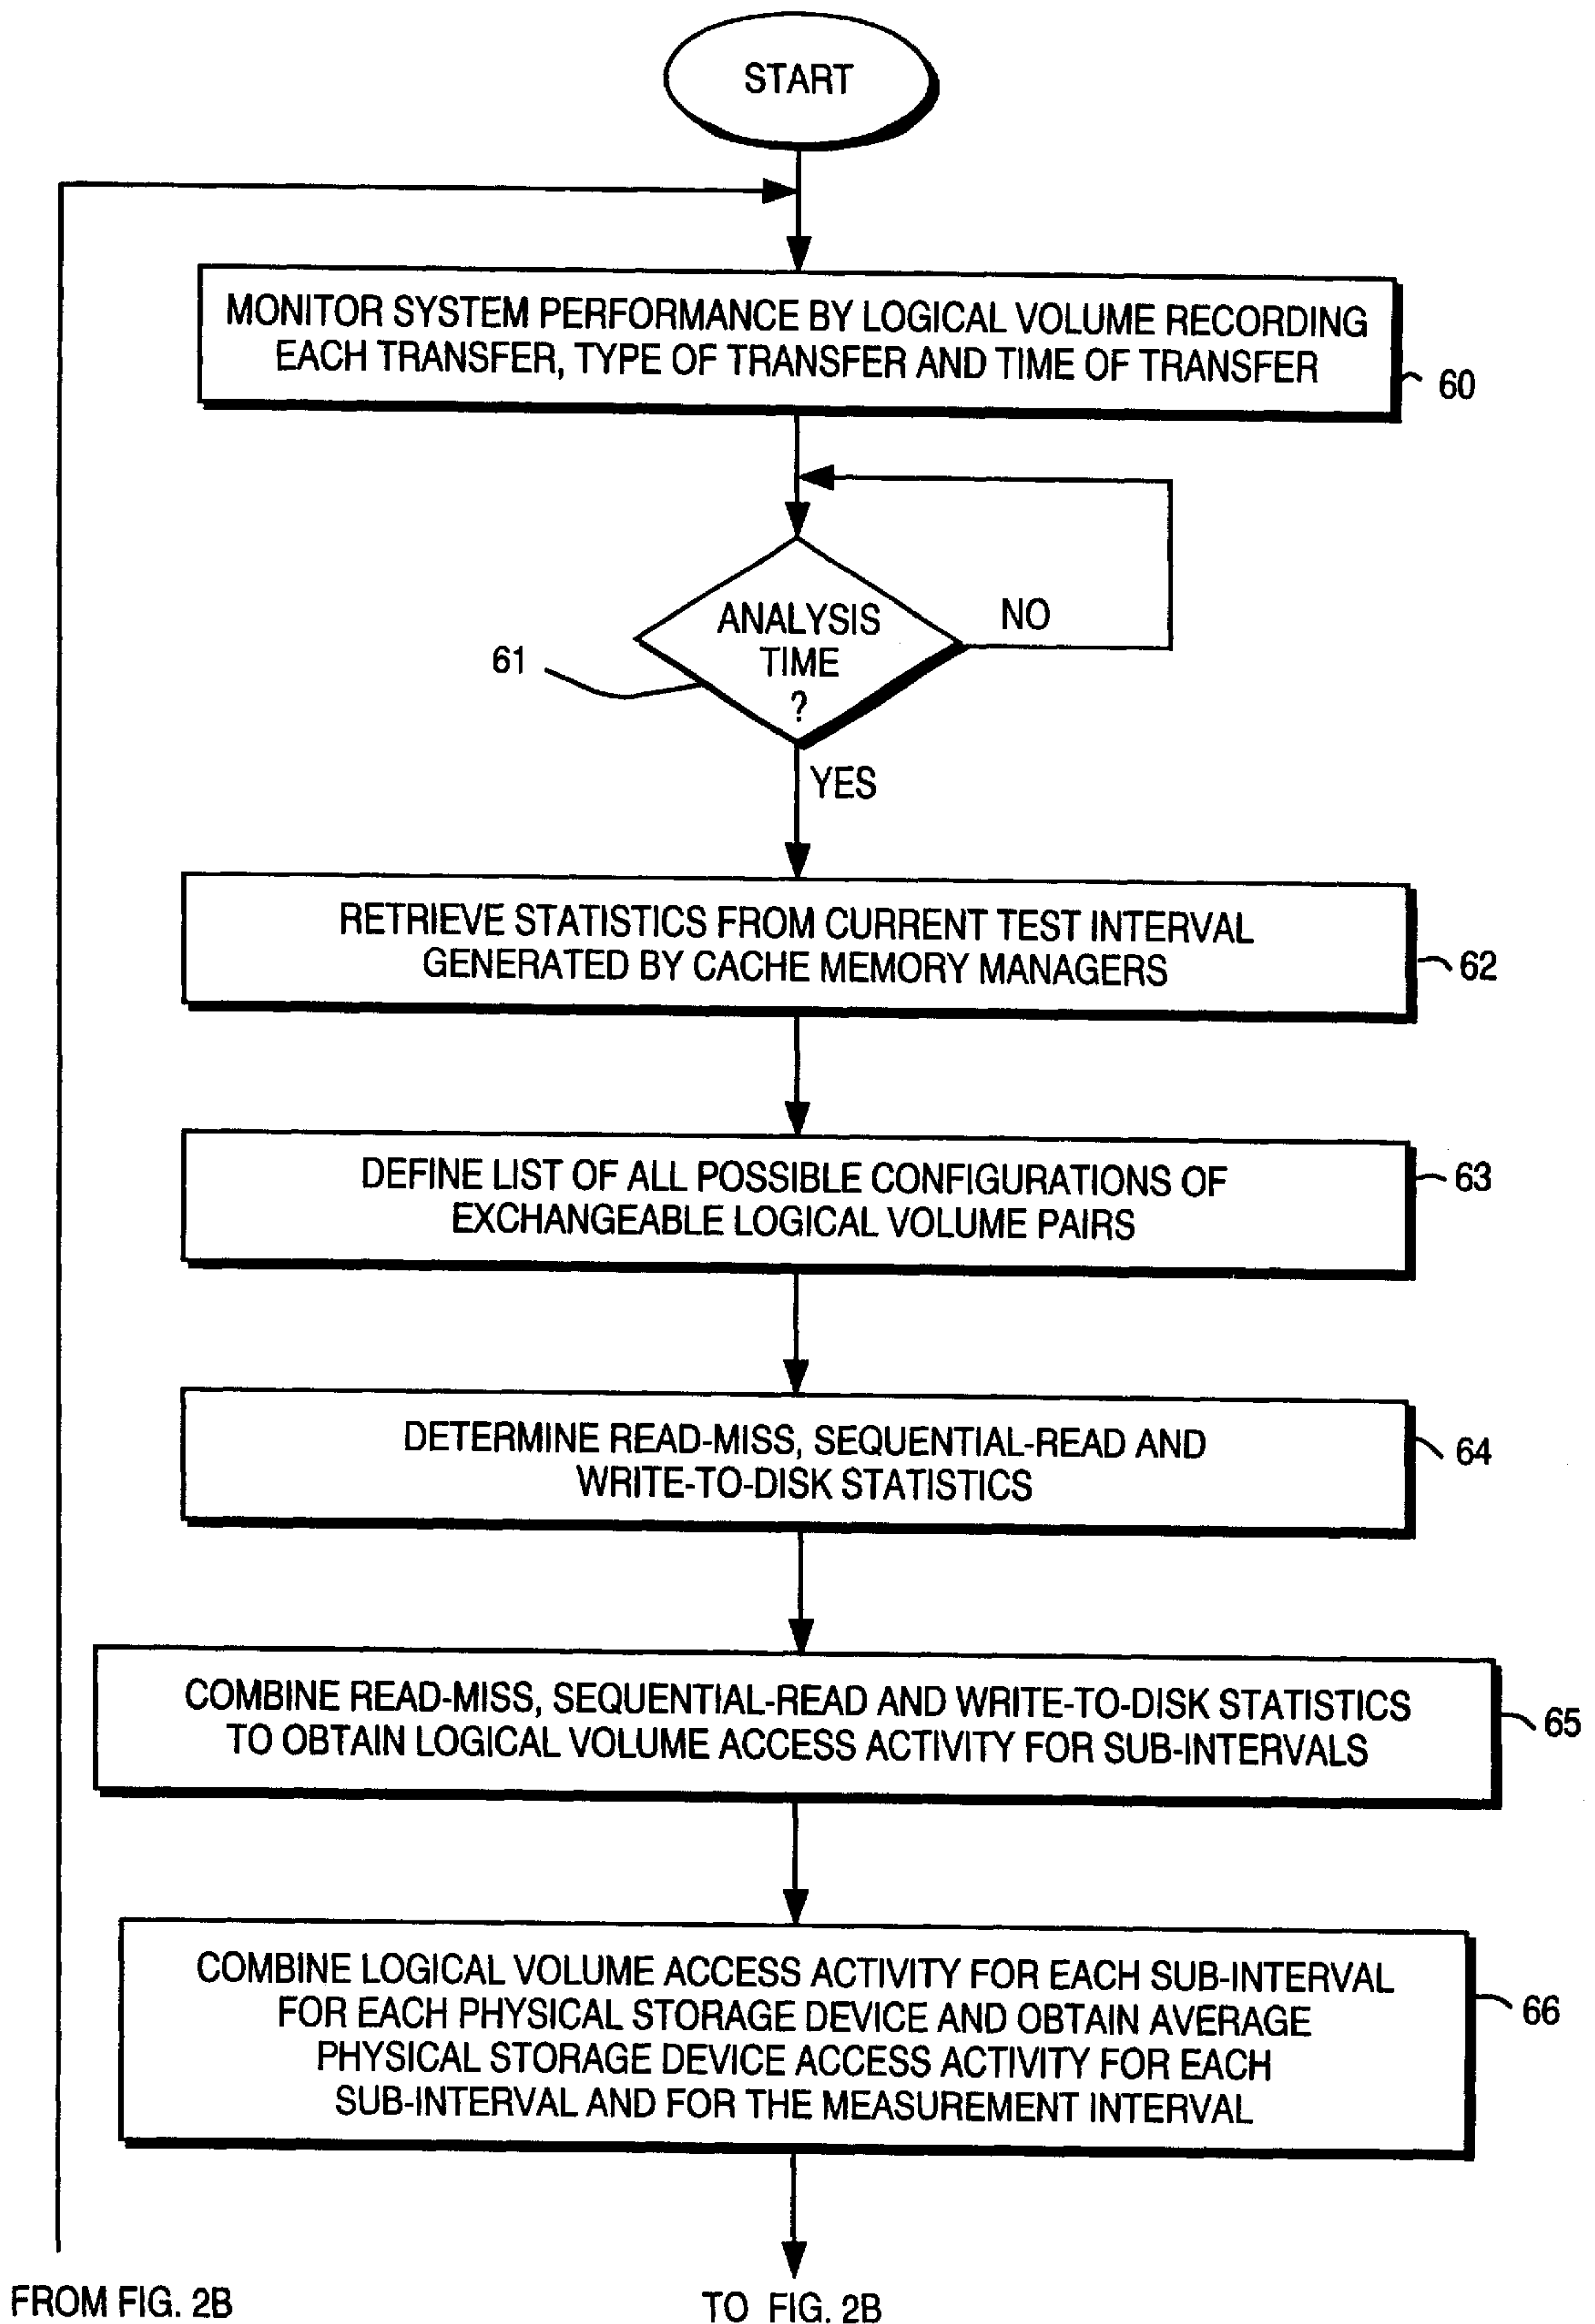 START
MONITOR SYSTEM PERFORMANCE BY LOGICAL VOLUME RECORDING
EACH TRANSFER, TYPE OF TRANSFER AND TIME OF TRANSFER
60
ANALYSIS
TIME
?
NO
61
YES
RETRIEVE STATISTICS FROM CURRENT TEST INTERVAL
GENERATED BY CACHE MEMORY MANAGERS
62
DEFINE LIST OF ALL POSSIBLE CONFIGURATIONS OF
EXCHANGEABLE LOGICAL VOLUME PAIRS
63
DETERMINE READ-MISS, SEQUENTIAL-READ AND
WRITE-TO-DISK STATISTICS
64
COMBINE READ-MISS, SEQUENTIAL-READ AND WRITE-TO-DISK STATISTICS
TO OBTAIN LOGICAL VOLUME ACCESS ACTIVITY FOR SUB-INTERVALS
65
COMBINE LOGICAL VOLUME ACCESS ACTIVITY FOR EACH SUB-INTERVAL
FOR EACH PHYSICAL STORAGE DEVICE AND OBTAIN AVERAGE
PHYSICAL STORAGE DEVICE ACCESS ACTIVITY FOR EACH
SUB-INTERVAL AND FOR THE MEASUREMENT INTERVAL
66
FROM FIG. 2B
TO FIG. 2B